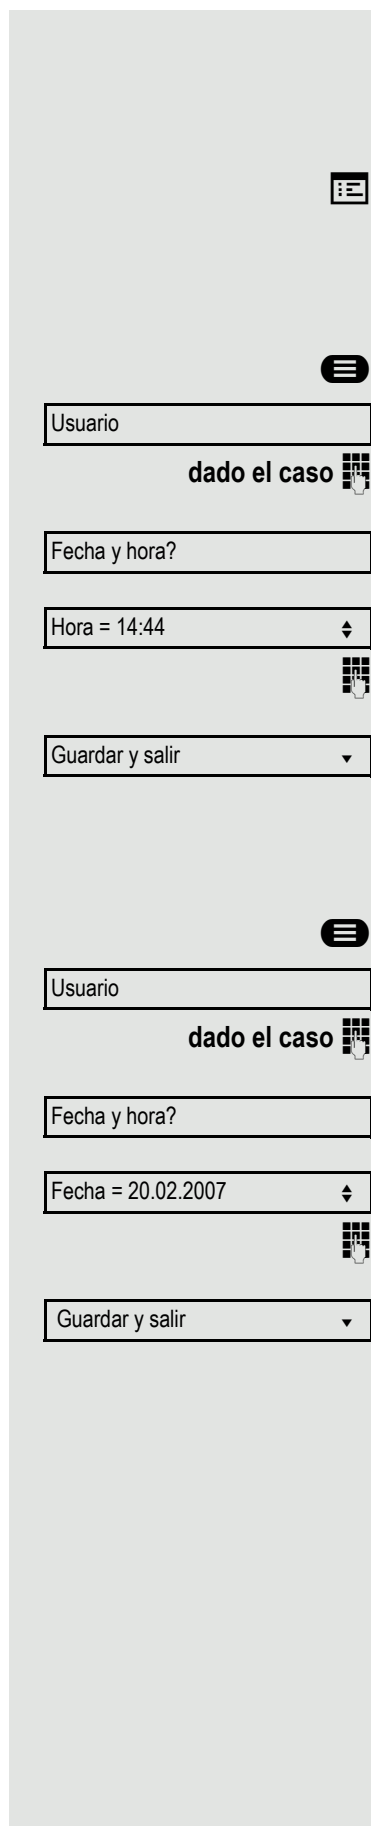 Usuario
dado el caso
Fecha y hora?
Hora = 14:44
Guardar y salir
Usuario
dado el caso
Fecha y hora?
Fecha = 20.02.2007
Guardar y salir